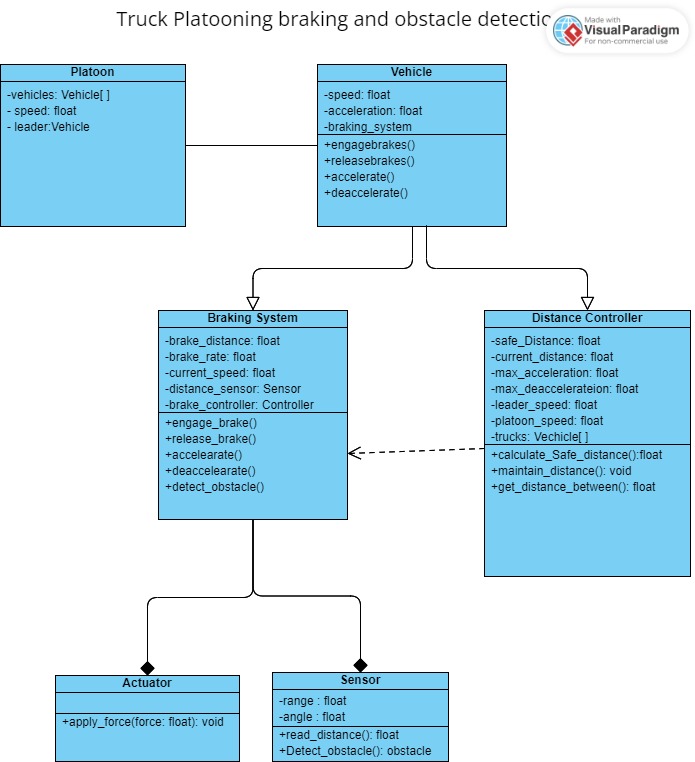 Truck Platooning braking and obstacle detectio
Made with
VisualParadigm
For non-commercial use
Platoon
-vehicles: Vehicle[ ]
- speed: float
- leader:Vehicle
Vehicle
-speed: float
-acceleration: float
-braking_system
+engagebrakes()
+releasebrakes()
+accelerate()
+deaccelerate()
Braking System
-brake_distance: float
-brake_rate: float
-current_speed: float
-distance_sensor: Sensor
-brake_controller: Controller
+engage_brake()
+release_brake()
+accelearate()
+deaccelearate()
+detect_obstacle()
Distance Controller
-safe_Distance: float
-current_distance: float
-max_acceleration: float
-max_deaccelerateion: float
-leader_speed: float
-platoon_speed: float
-trucks: Vechicle[ ]
+calculate_Safe_distance():float
+maintain_distance(): void
+get_distance_between(): float
Actuator
+apply_force(force: float): void
Sensor
-range : float
-angle : float
+read_distance(): float
+Detect_obstacle(): obstacle